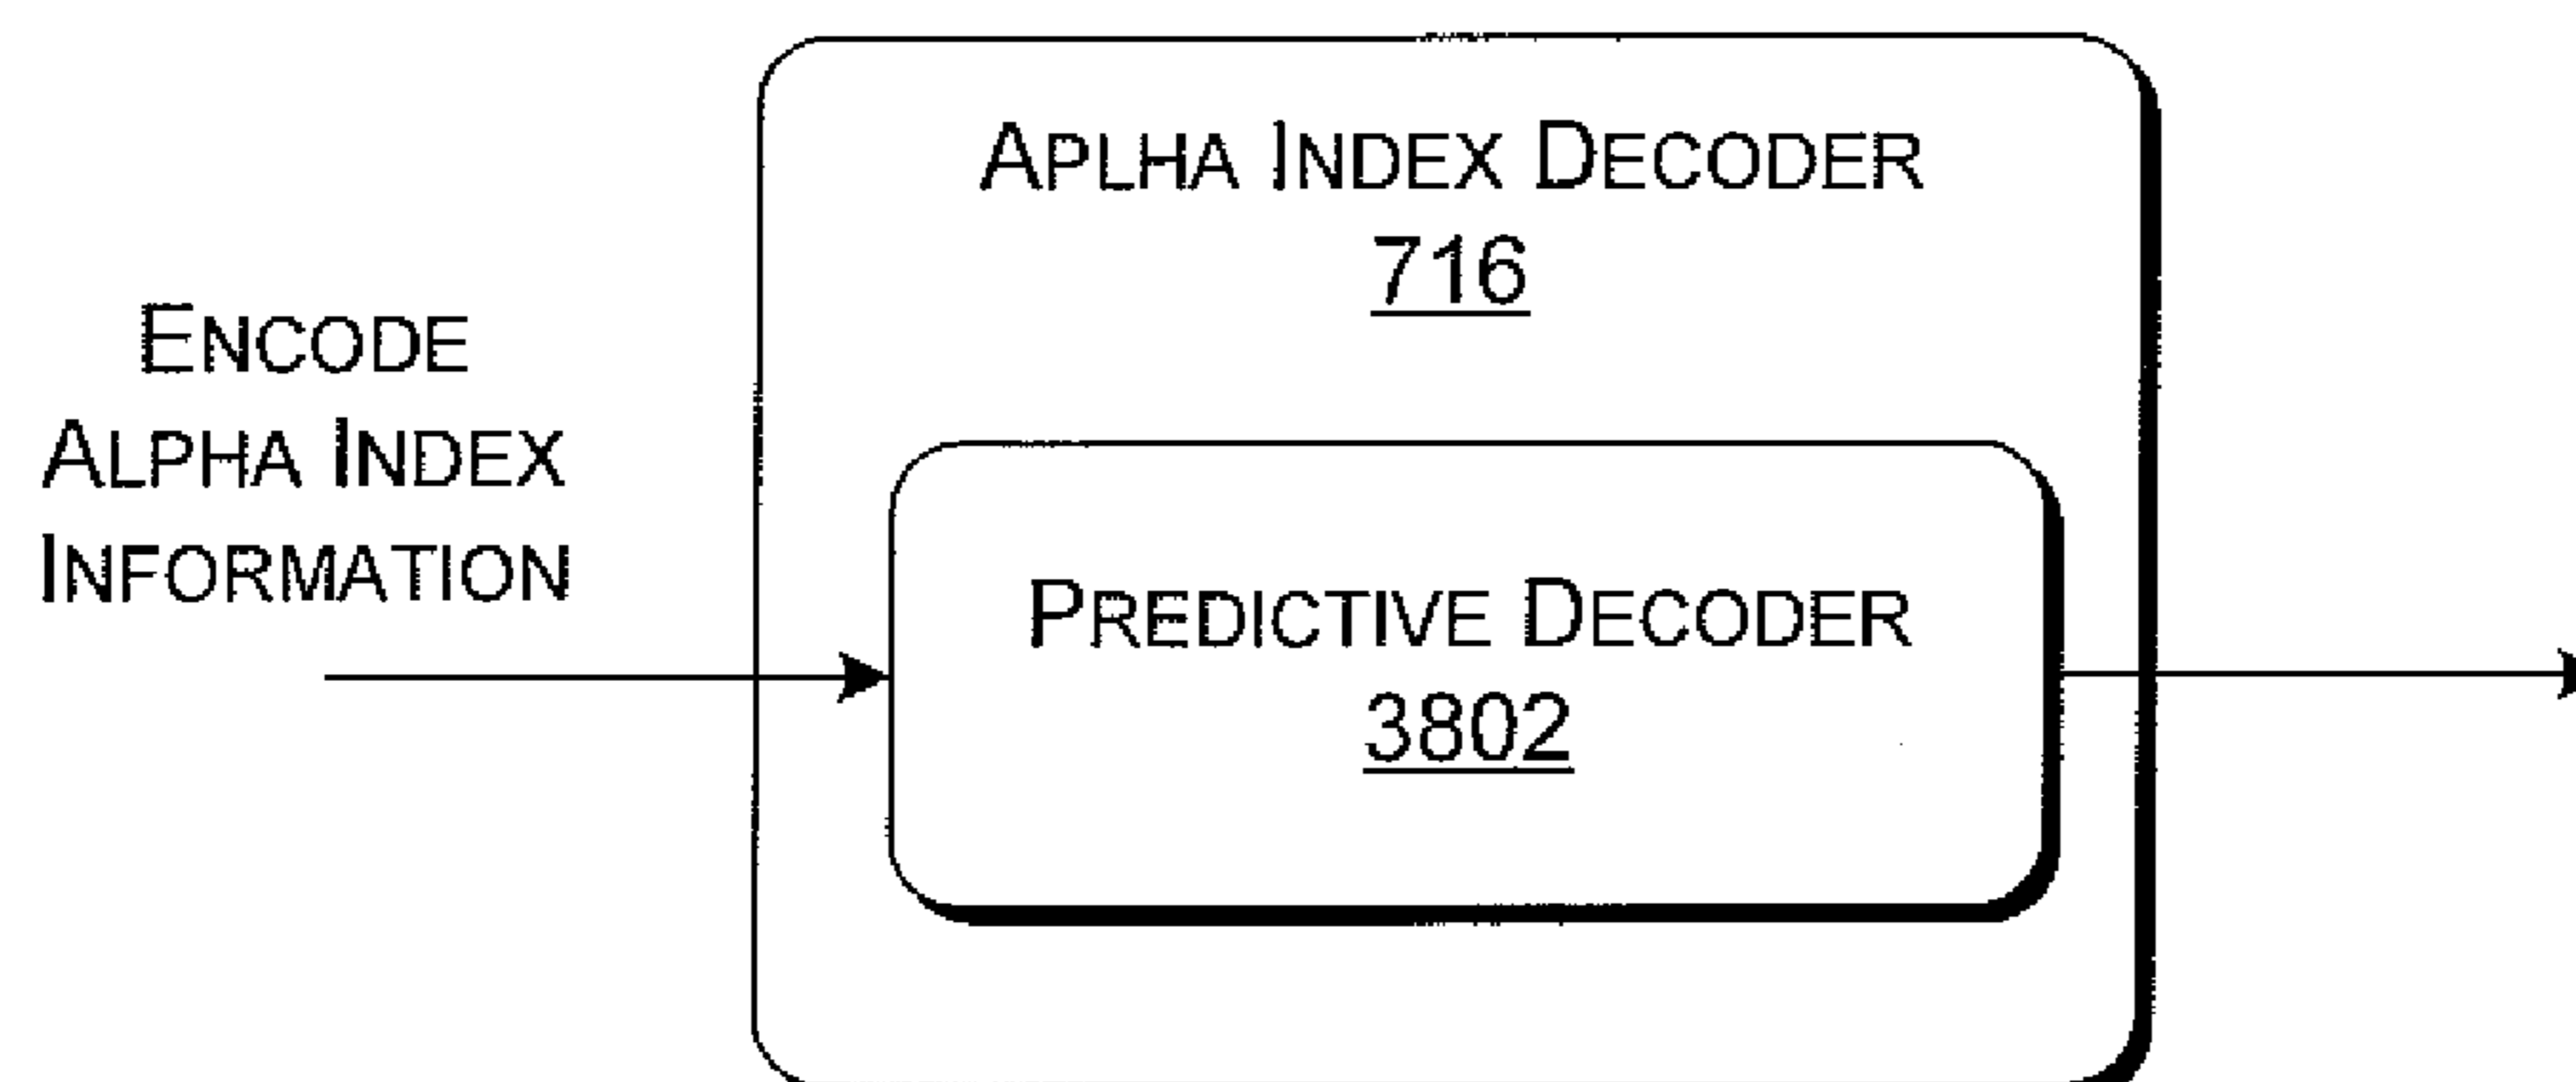 APLHA INDEX DECODER
716
ENCODE
ALPHA INDEX
INFORMATION
PREDICTIVE DECODER
3802